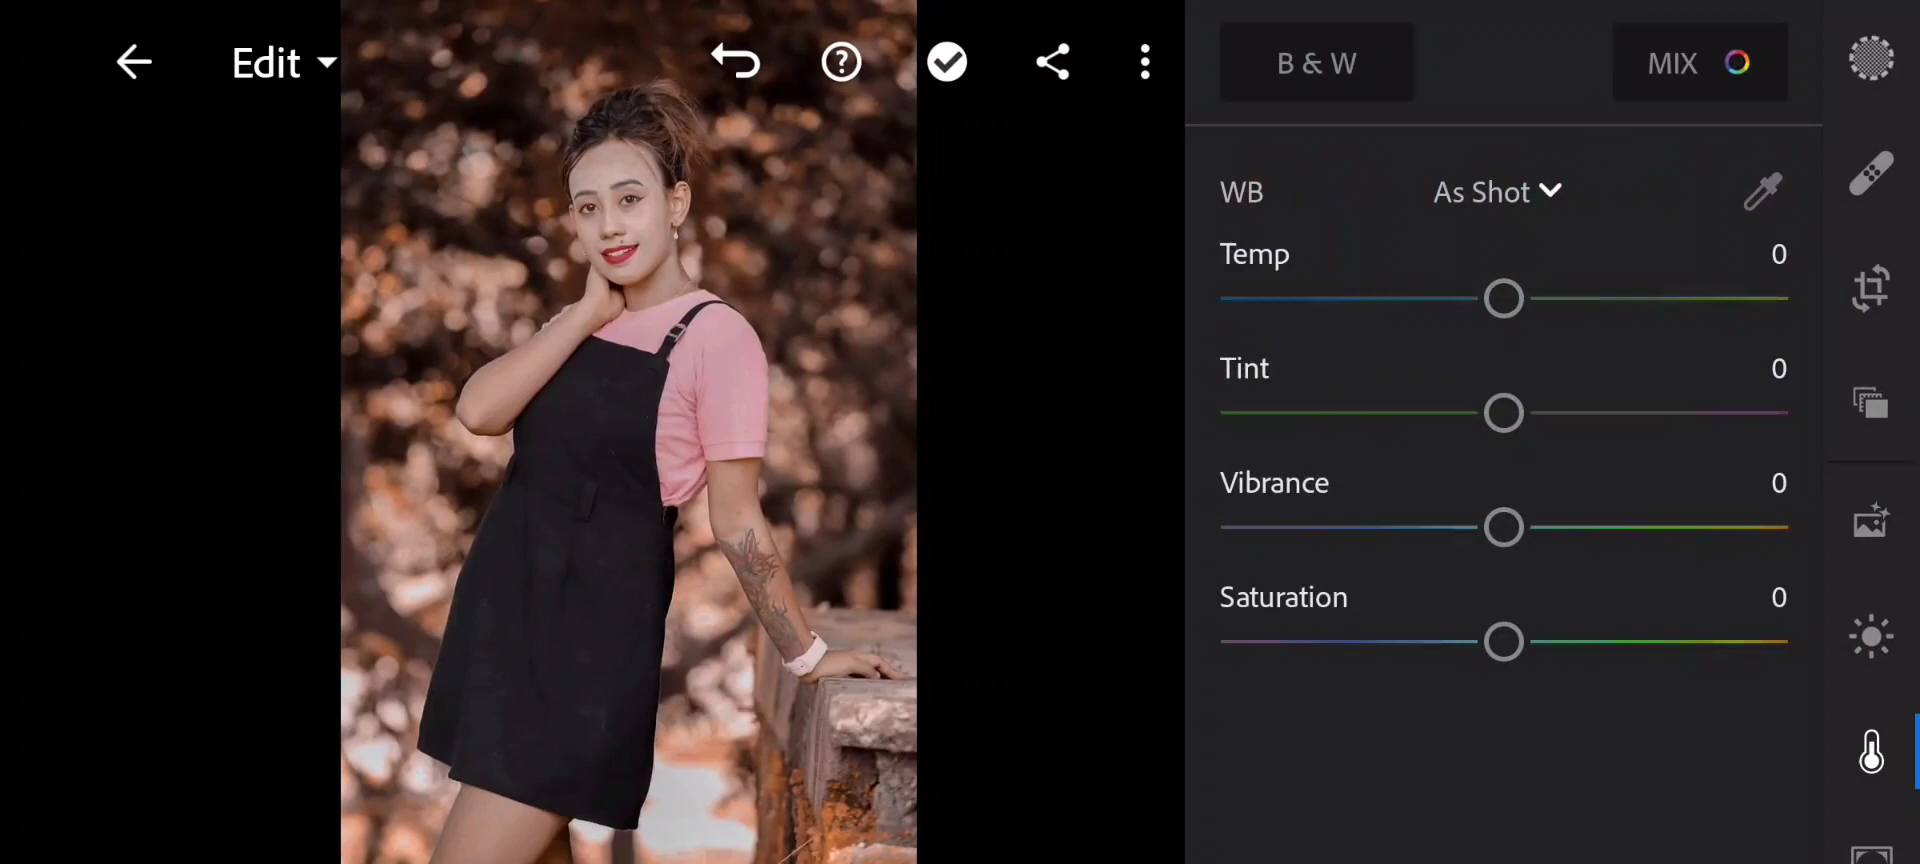 Edit
B & W
MIX
WB
As Shot
Temp
0
Tint
0
Vibrance
0
Saturation
0